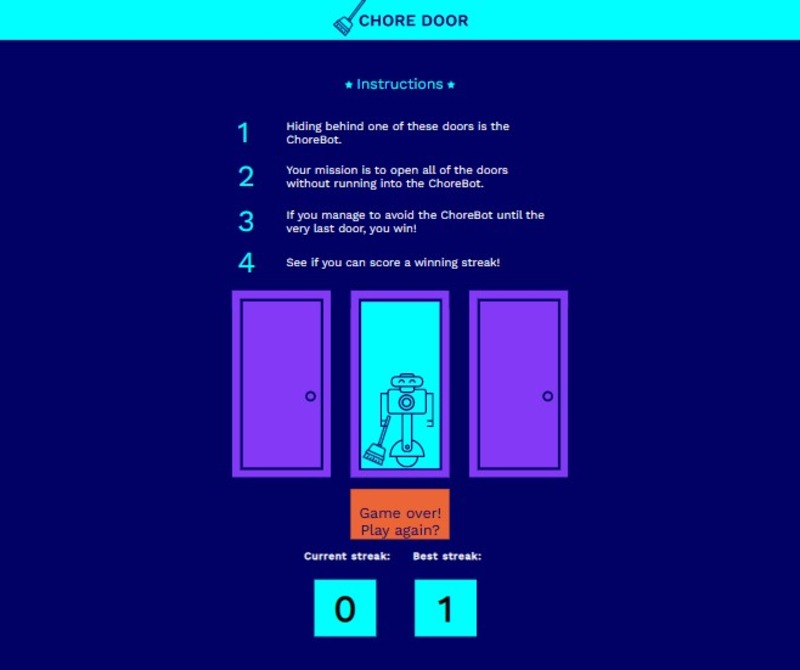 CHORE DOOR
Instructions
1
Hiding behind one of these doors is the
ChoreBot.
2
Your mission is to open all of the doors
without running into the ChoreBot.
3
If you manage to avoid the ChoreBot until the
very last door, you win!
4
See if you can score a winning streak!
Game over!
Play again?
Current streak: Best streak:
0 1